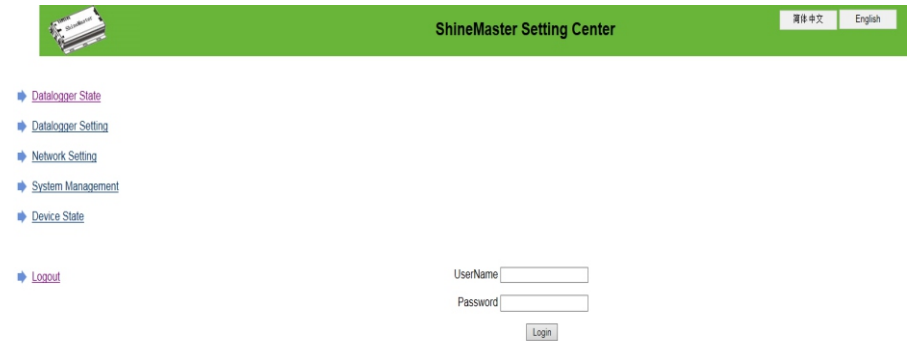 ShineMaster
ShineMaster Setting Center
简体中文
English
Datalogger State
Datalogger Setting
Network Setting
System Management
Device State
Logout
UserName
Password
Login